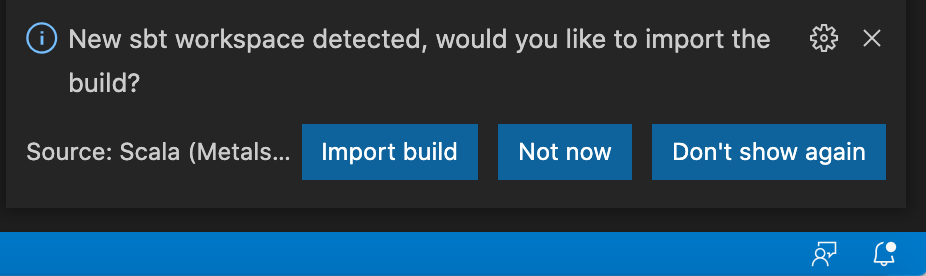 New sbt workspace detected, would you like to import the
build?
Source: Scala (Metals...
Import build
Not now
Don't show again